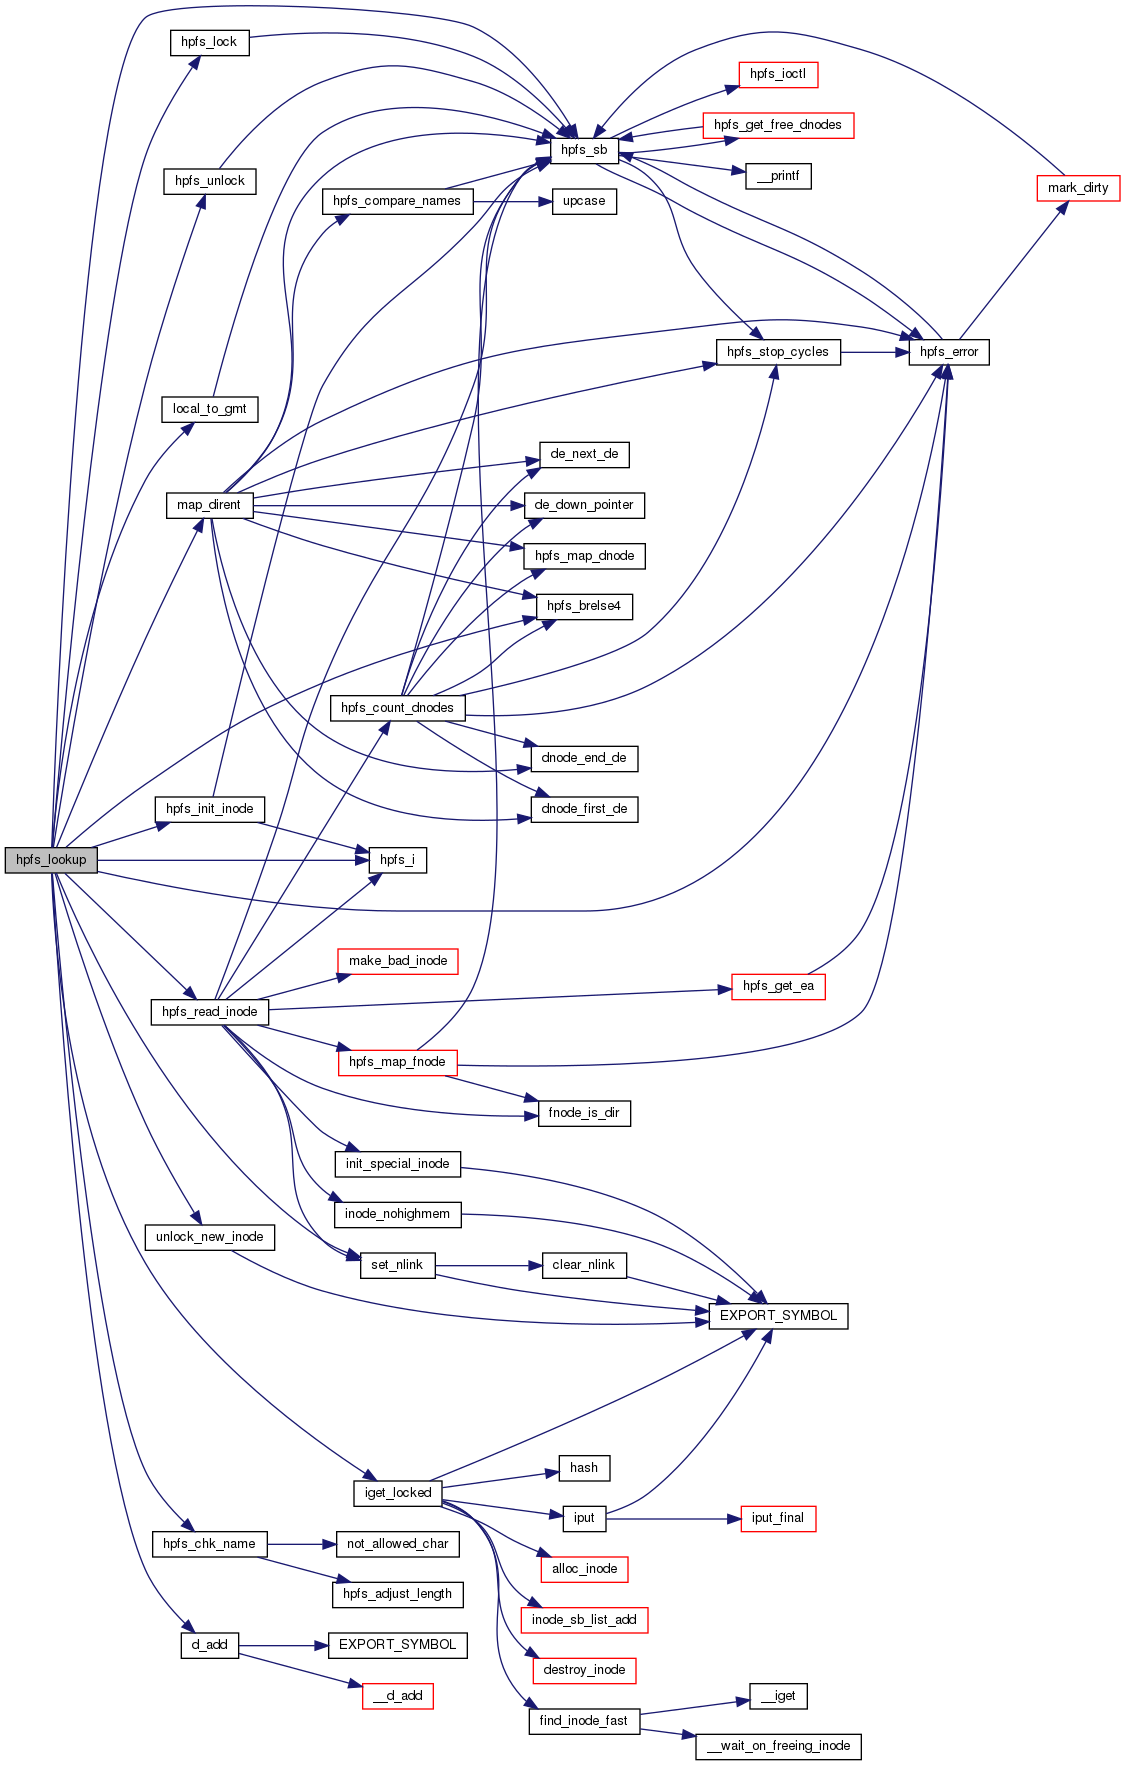 hpfs_lock
hpfs_ioctl
hpfs_get_free_dnodes
hpfs_sb
__printf
hpfs_unlock
mark_dirty
hpfs_compare_names
upcase
hpfs_stop_cycles
hpfs_error
local_to_gmt
de_next_de
map_dirent
de_down_pointer
hpfs_map_dnode
hpfs_brelse4
hpfs_count_dnodes
dnode_end_de
hpfs_init_inode
dnode_first_de
hpfs_lookup
hpfs_i
make_bad_inode
hpfs_get_ea
hpfs_read_inode
hpfs_map_fnode
fnode_is_dir
init_special_inode
inode_nohighmem
unlock_new_inode
set_nlink
clear_nlink
EXPORT_SYMBOL
hash
iget_locked
iput
iput_final
hpfs_chk_name
not_allowed_char
alloc_inode
hpfs_adjust_length
inode_sb_list_add
d_add
EXPORT_SYMBOL
destroy_inode
__d_add
__iget
find_inode_fast
__wait_on_freeing_inode